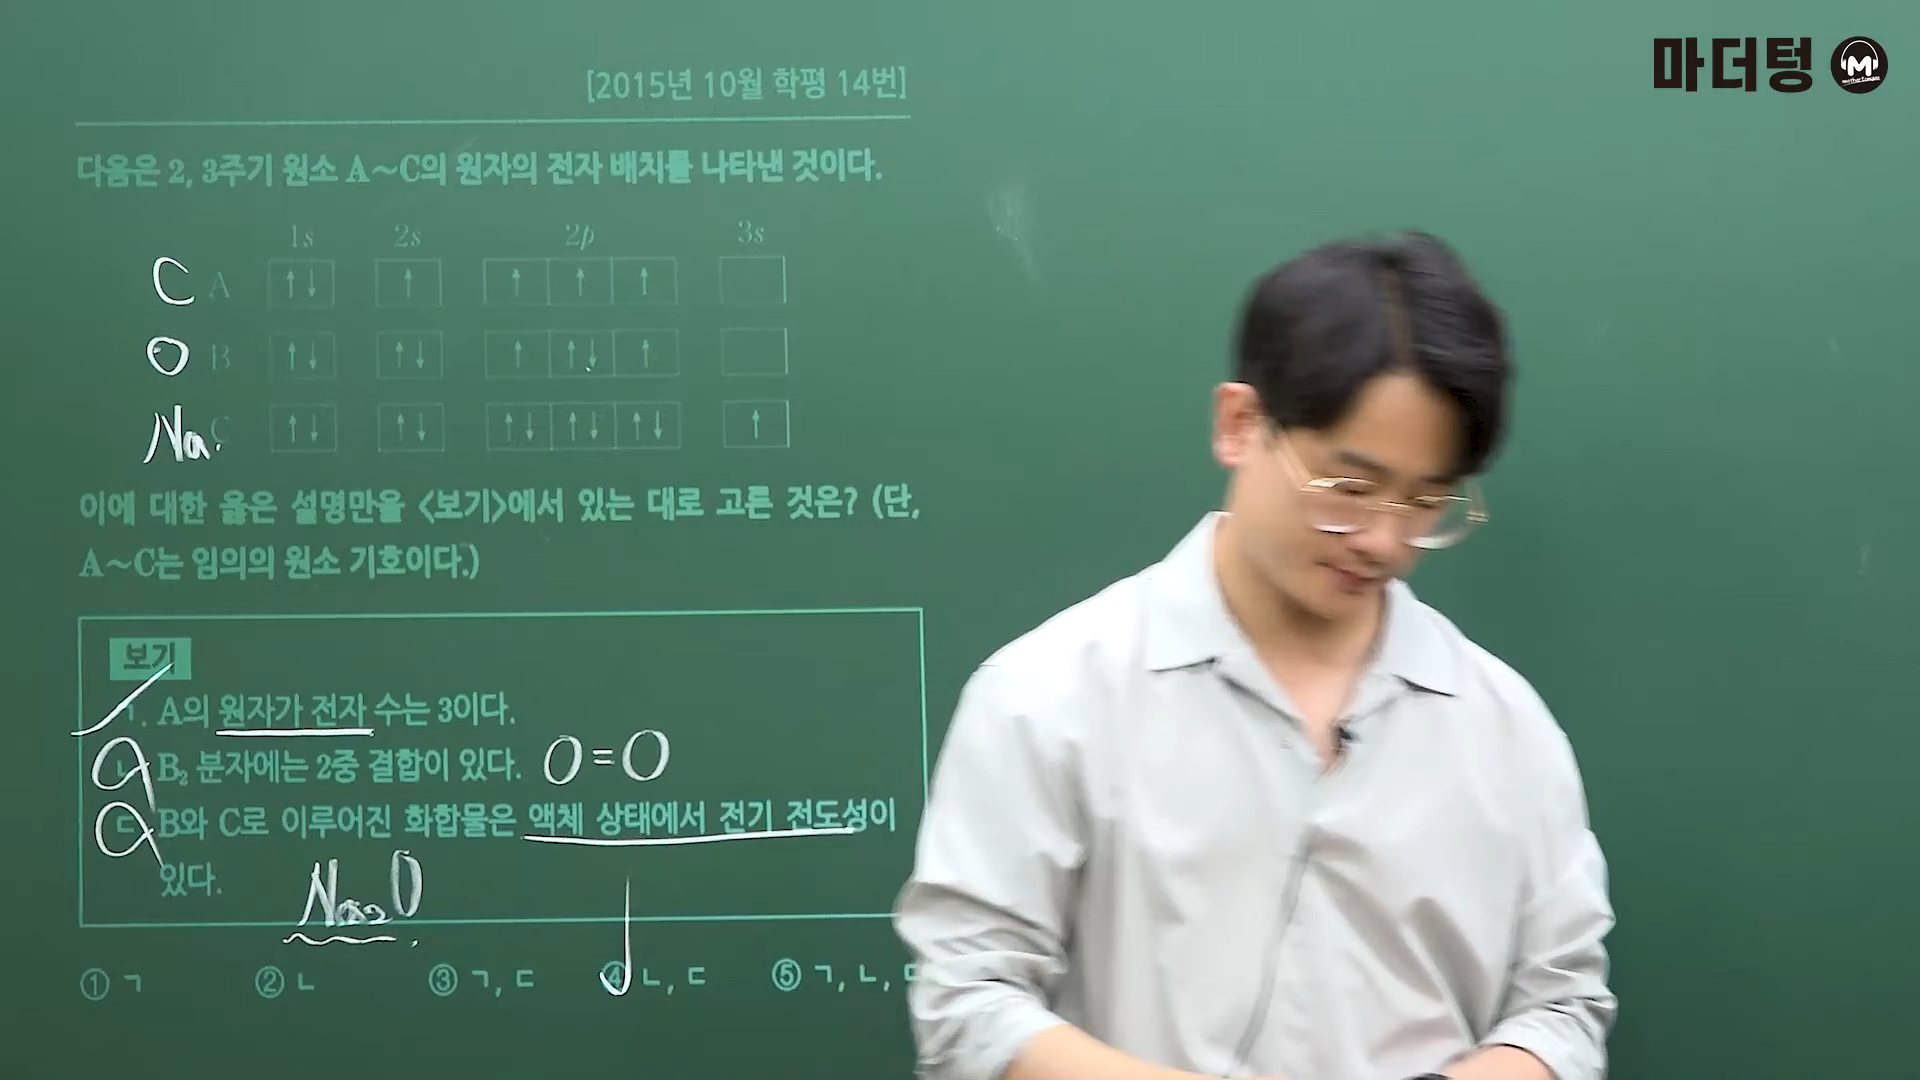 마더텅 M
[2015년 10월 학평 14번]
다음은 2, 3주기 원소 A~C의 원자의 전자 배치를 나타낸 것이다.
1s 2s 2p 3s
C A ↑↓ ↑ ↑ ↑ ↑
O B ↑↓ ↑↓ ↑ ↑↓ ↑
Na C ↑↓ ↑↓ ↑↓ ↑↓ ↑↓ ↑
이에 대한 옳은 설명만을 <보기>에서 있는 대로 고른 것은? (단,
A~C는 임의의 원소 기호이다.)
보기
ㄱ. A의 원자가 전자 수는 3이다.
ㄴ. B₂ 분자에는 2중 결합이 있다. O=O
ㄷ. B와 C로 이루어진 화합물은 액체 상태에서 전기 전도성이
있다. Na₂O
① ㄱ ② ㄴ ③ ㄱ, ㄷ ④ ㄴ, ㄷ ⑤ ㄱ, ㄴ, ㄷ